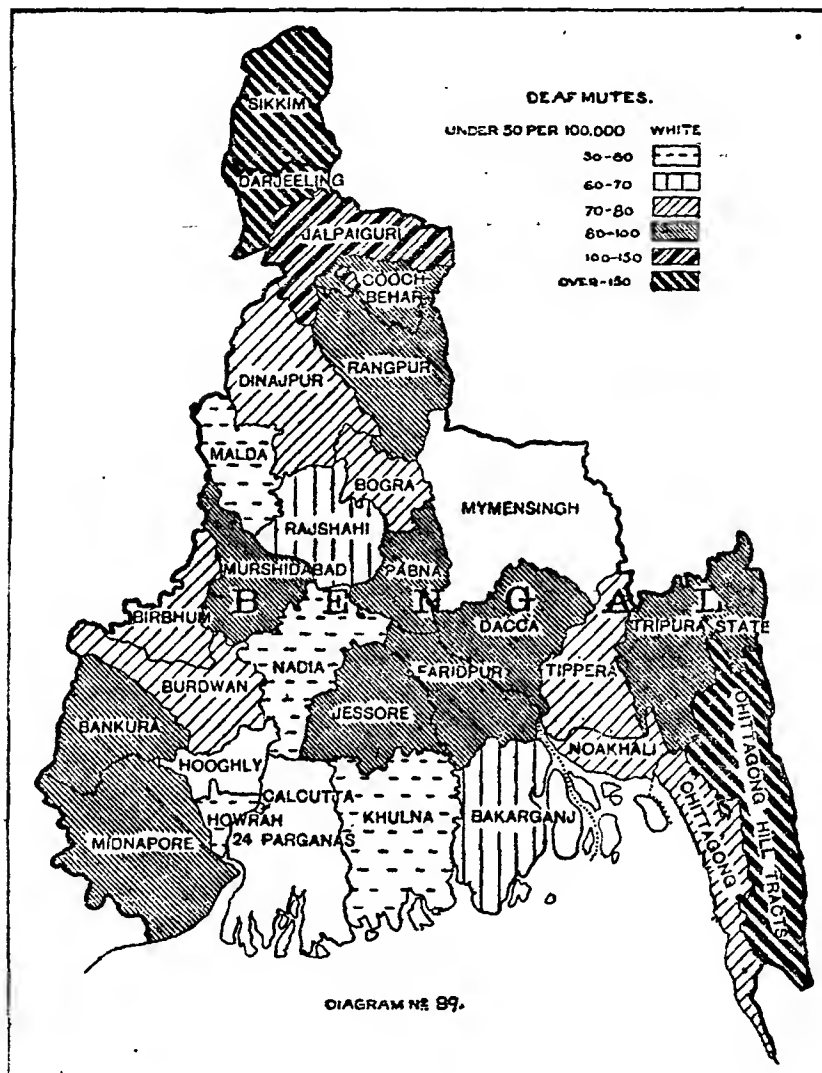 DEAF MUTES.
UNDER 50 PER 100.000 WHITE
50-60
60-70
70-80
80-100
100-150
OVER-150
SIKKIM
DARJEELING
JALPAIGURI
COOCH
BEHAR
RANGPUR
DINAJPUR
MALDA
BOGRA
MYMENSINGH
RAJSHAHI
MURSHIDABAD
PABNA
BENGAL
BIRBHUM
DACCA
TRIPURA STATE
NADIA
FARIDPUR
TIPPERA
BURDWAN
JESSORE
BANKURA
NOAKHALI
HOOGHLY
CALCUTTA
HOWRAH
KHULNA
BAKARGANJ
24 PARGANAS
MIDNAPORE
CHITTAGONG
CHITTAGONG HILL TRACTS
DIAGRAM Nº 89.